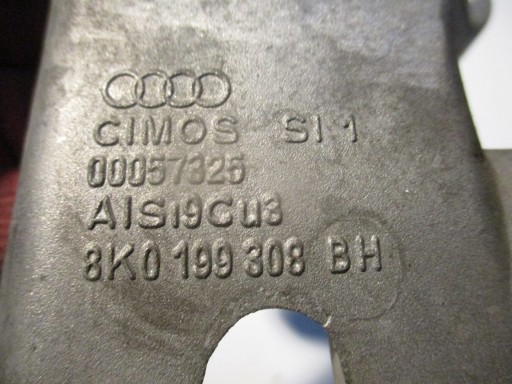 CIMOS SI 1
00057325
AlSi9Cu3
8K0 199 308 BH